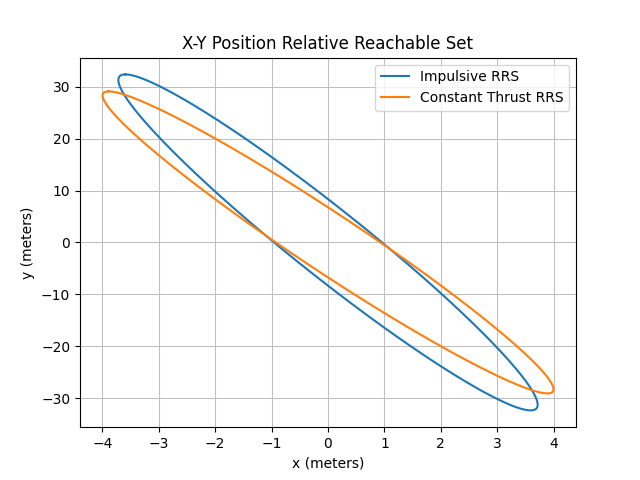 X-Y Position Relative Reachable Set
Impulsive RRS
Constant Thrust RRS
30
20
10
0
−10
−20
−30
y (meters)
−4 −3 −2 −1 0 1 2 3 4
x (meters)